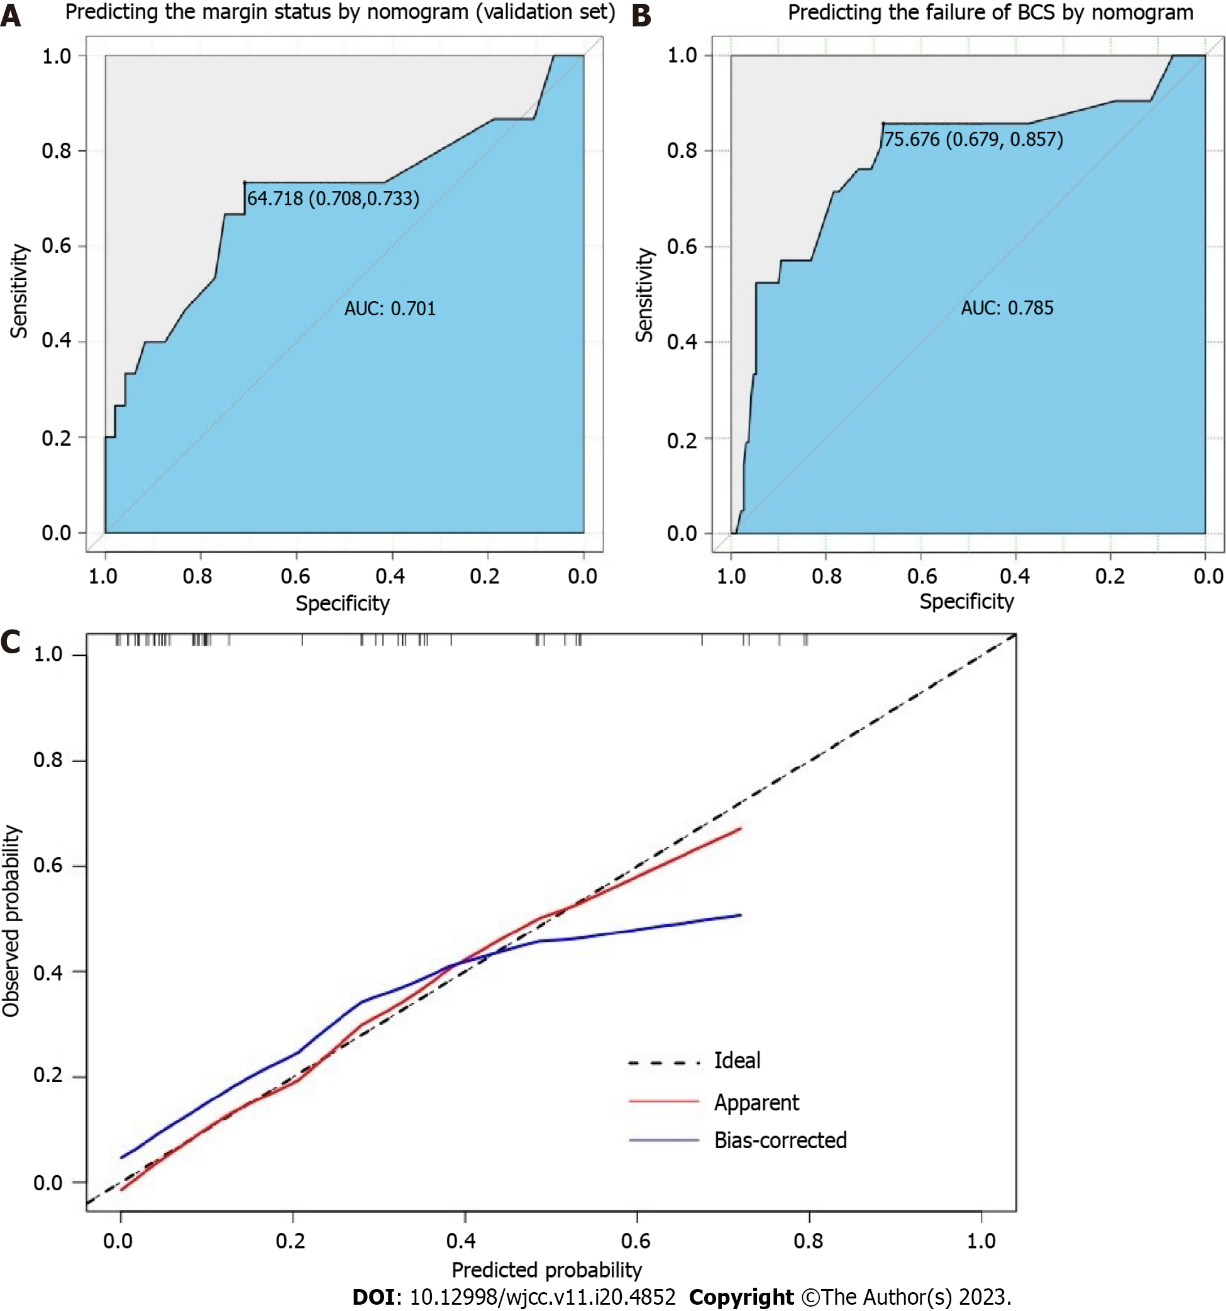 A
Predicting the margin status by nomogram (validation set)
1.0
0.8
0.6
0.4
0.2
0.0
Sensitivity
64.718 (0.708,0.733)
AUC: 0.701
1.0 0.8 0.6 0.4 0.2 0.0
Specificity
B
Predicting the failure of BCS by nomogram
1.0
0.8
0.6
0.4
0.2
0.0
Sensitivity
75.676 (0.679, 0.857)
AUC: 0.785
1.0 0.8 0.6 0.4 0.2 0.0
Specificity
C
1.0
0.8
0.6
0.4
0.2
0.0
Observed probability
Ideal
Apparent
Bias-corrected
0.0 0.2 0.4 0.6 0.8 1.0
Predicted probability
DOI: 10.12998/wjcc.v11.i20.4852 Copyright ©The Author(s) 2023.